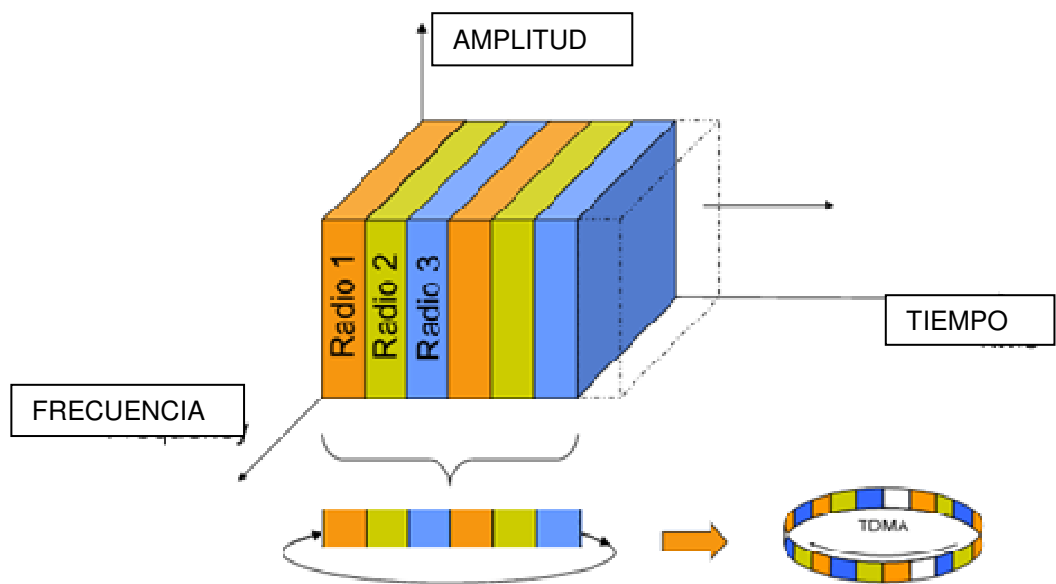 AMPLITUD
Radio 1
Radio 2
Radio 3
TIEMPO
FRECUENCIA
TDMA